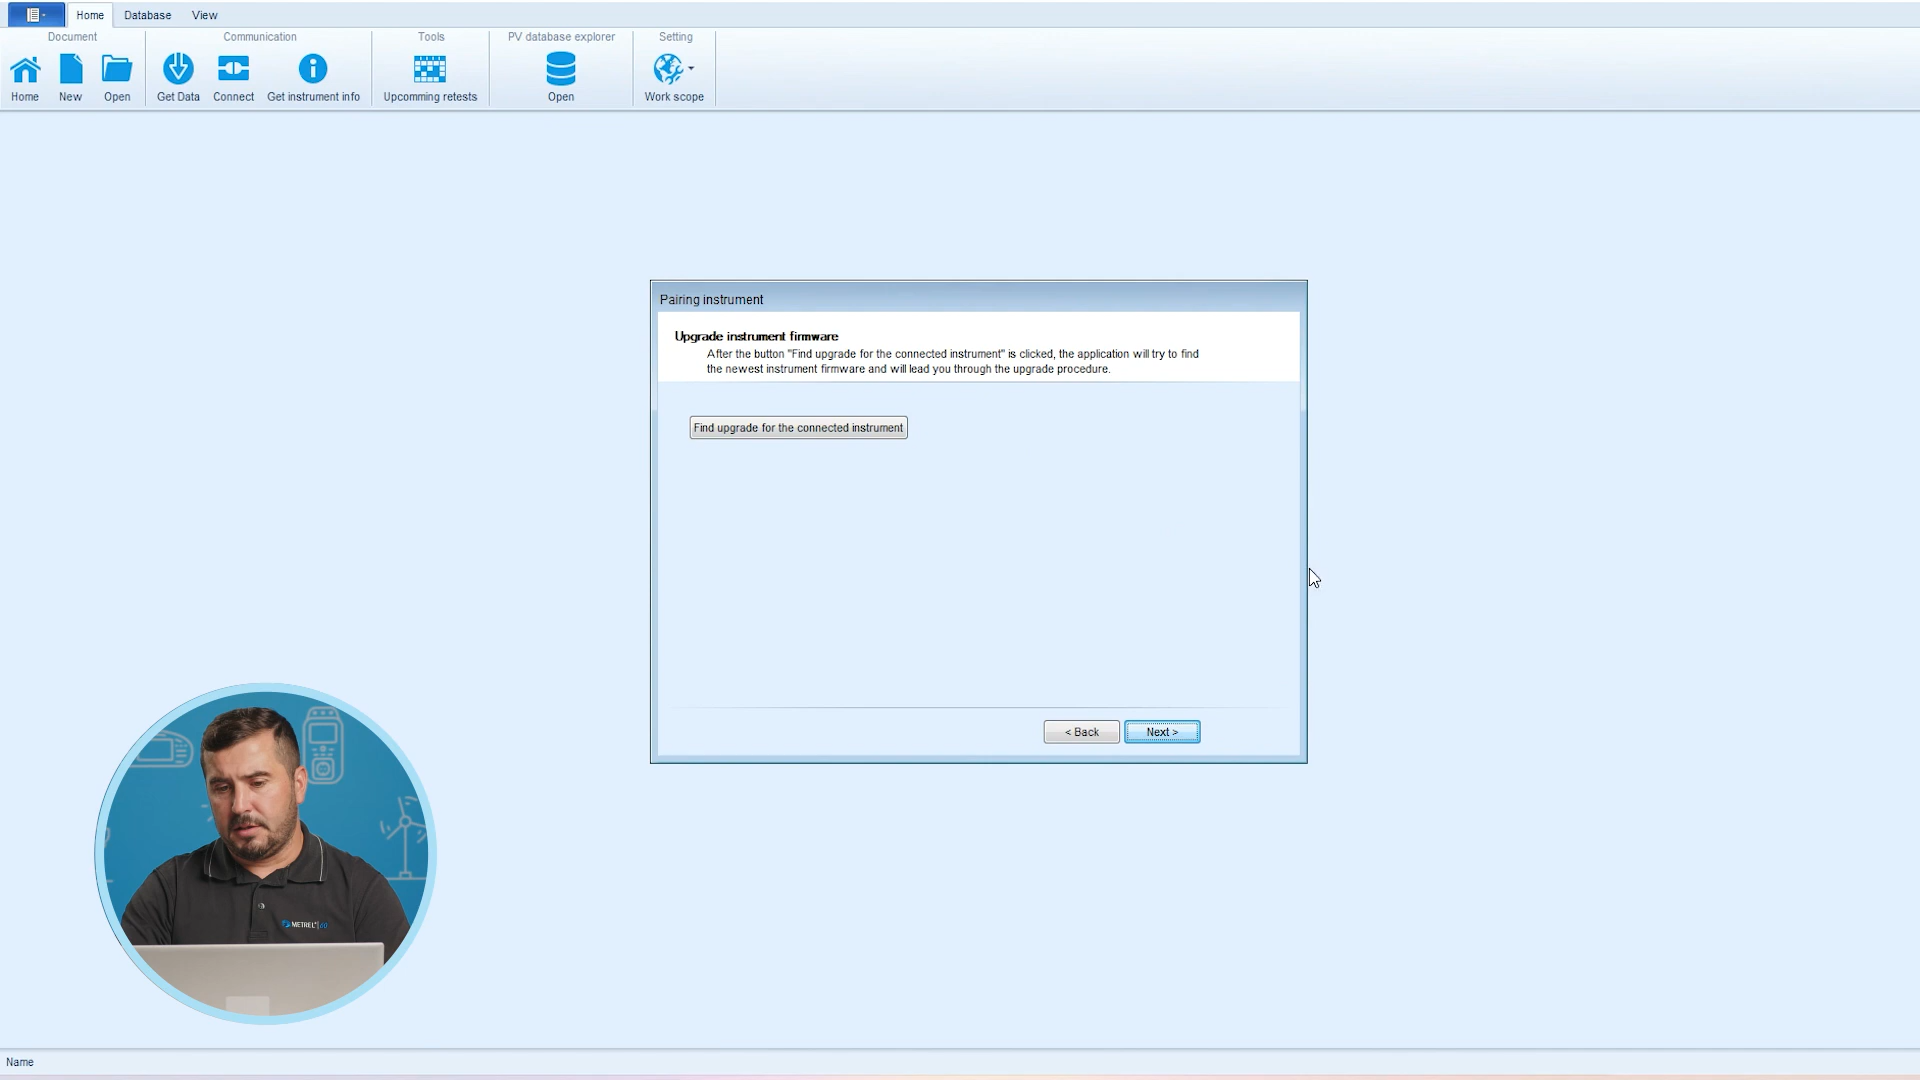 Home Database View
Document
Home New Open
Communication
Get Data Connect Get instrument info
Tools
Upcomming retests
PV database explorer
Open
Setting
Work scope
Pairing instrument
Upgrade instrument firmware
After the button "Find upgrade for the connected instrument" is clicked, the application will try to find
the newest instrument firmware and will lead you through the upgrade procedure.
Find upgrade for the connected instrument
< Back Next >
METREL
Name